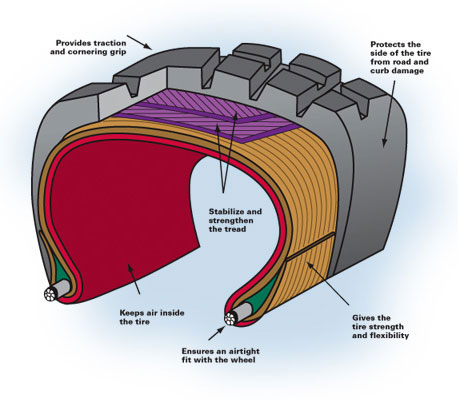 Provides traction
and cornering grip
Protects the
side of the tire
from road and
curb damage
Stabilize and
strengthen
the tread
Keeps air inside
the tire
Gives the
tire strength
and flexibility
Ensures an airtight
fit with the wheel